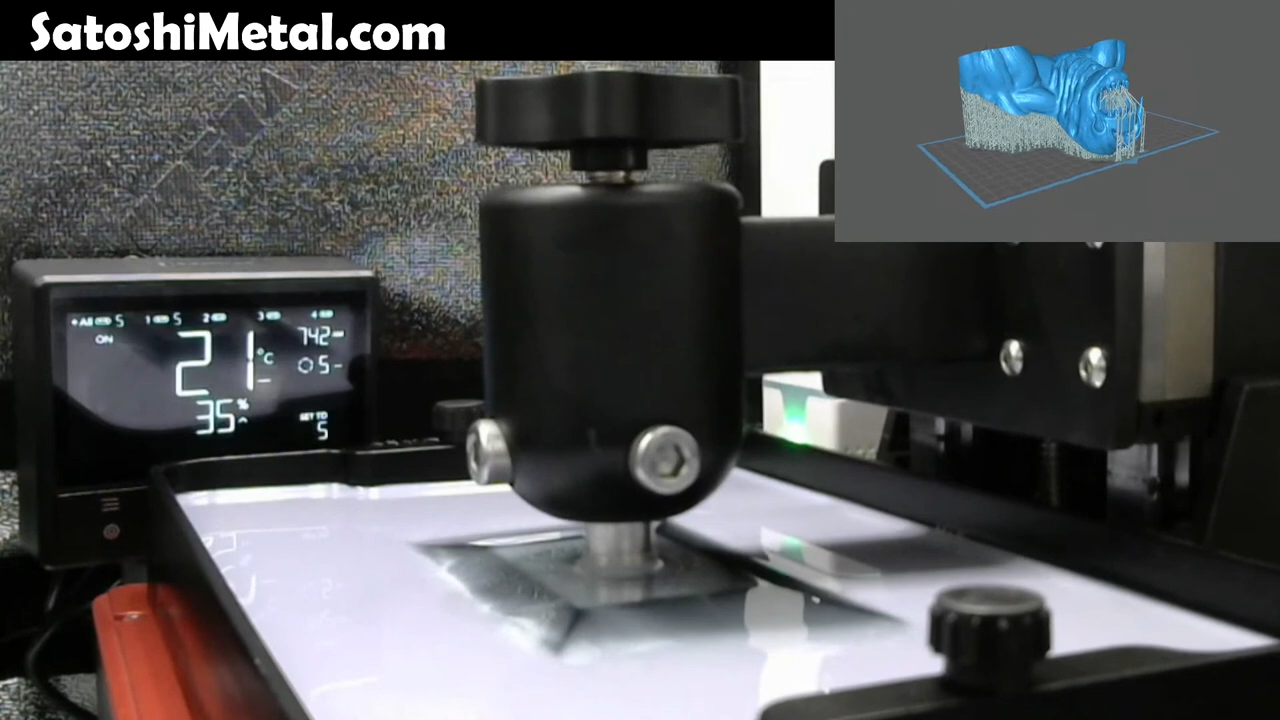 SatoshiMetal.com
+All 5 1 5 2 3 4
ON
21 °C
742
5
35 %
SET TO
5